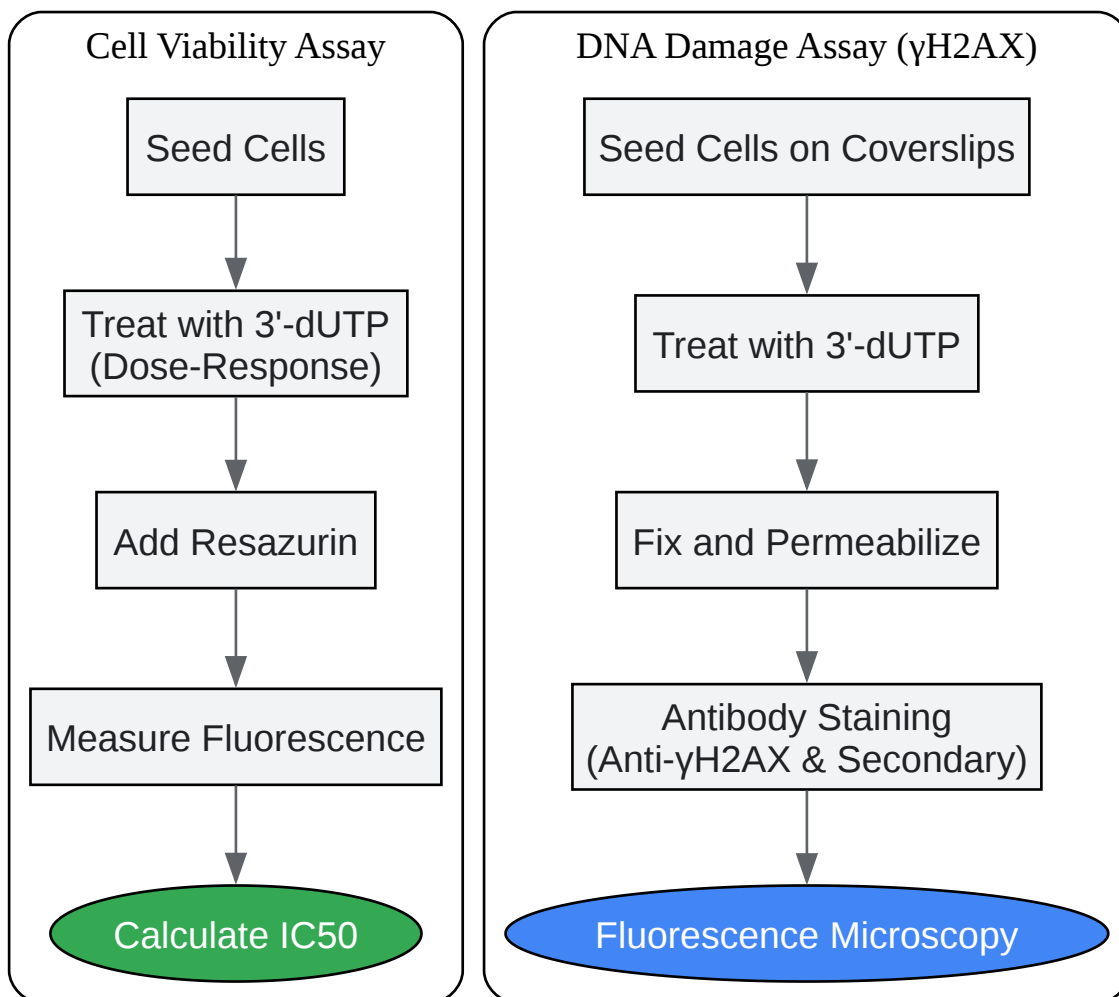 Cell Viability Assay
Seed Cells
Treat with 3'-dUTP
(Dose-Response)
Add Resazurin
Measure Fluorescence
Calculate IC50
DNA Damage Assay (γH2AX)
Seed Cells on Coverslips
Treat with 3'-dUTP
Fix and Permeabilize
Antibody Staining
(Anti-γH2AX & Secondary)
Fluorescence Microscopy